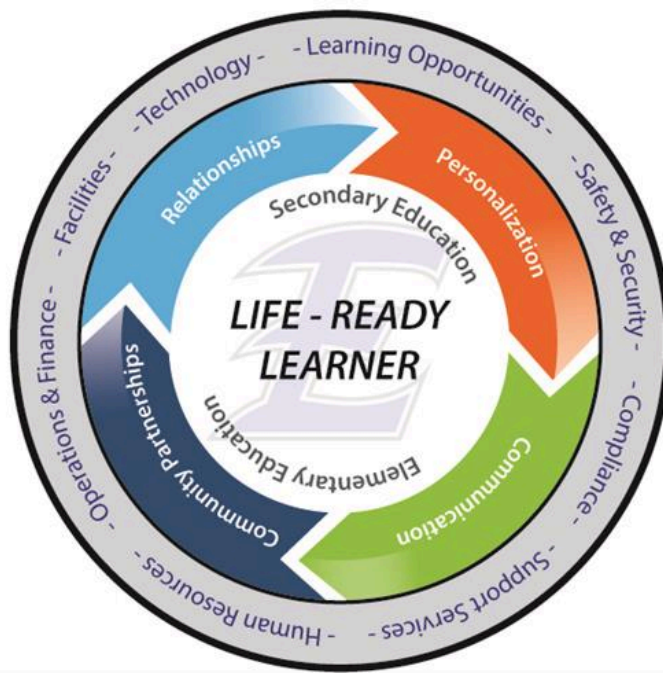 - Learning Opportunities -
- Safety & Security -
- Compliance -
- Support Services -
- Human Resources -
- Operations & Finance -
- Facilities -
- Technology -
Relationships
Personalization
Communication
Community Partnerships
Secondary Education
E
LIFE - READY
LEARNER
Elementary Education